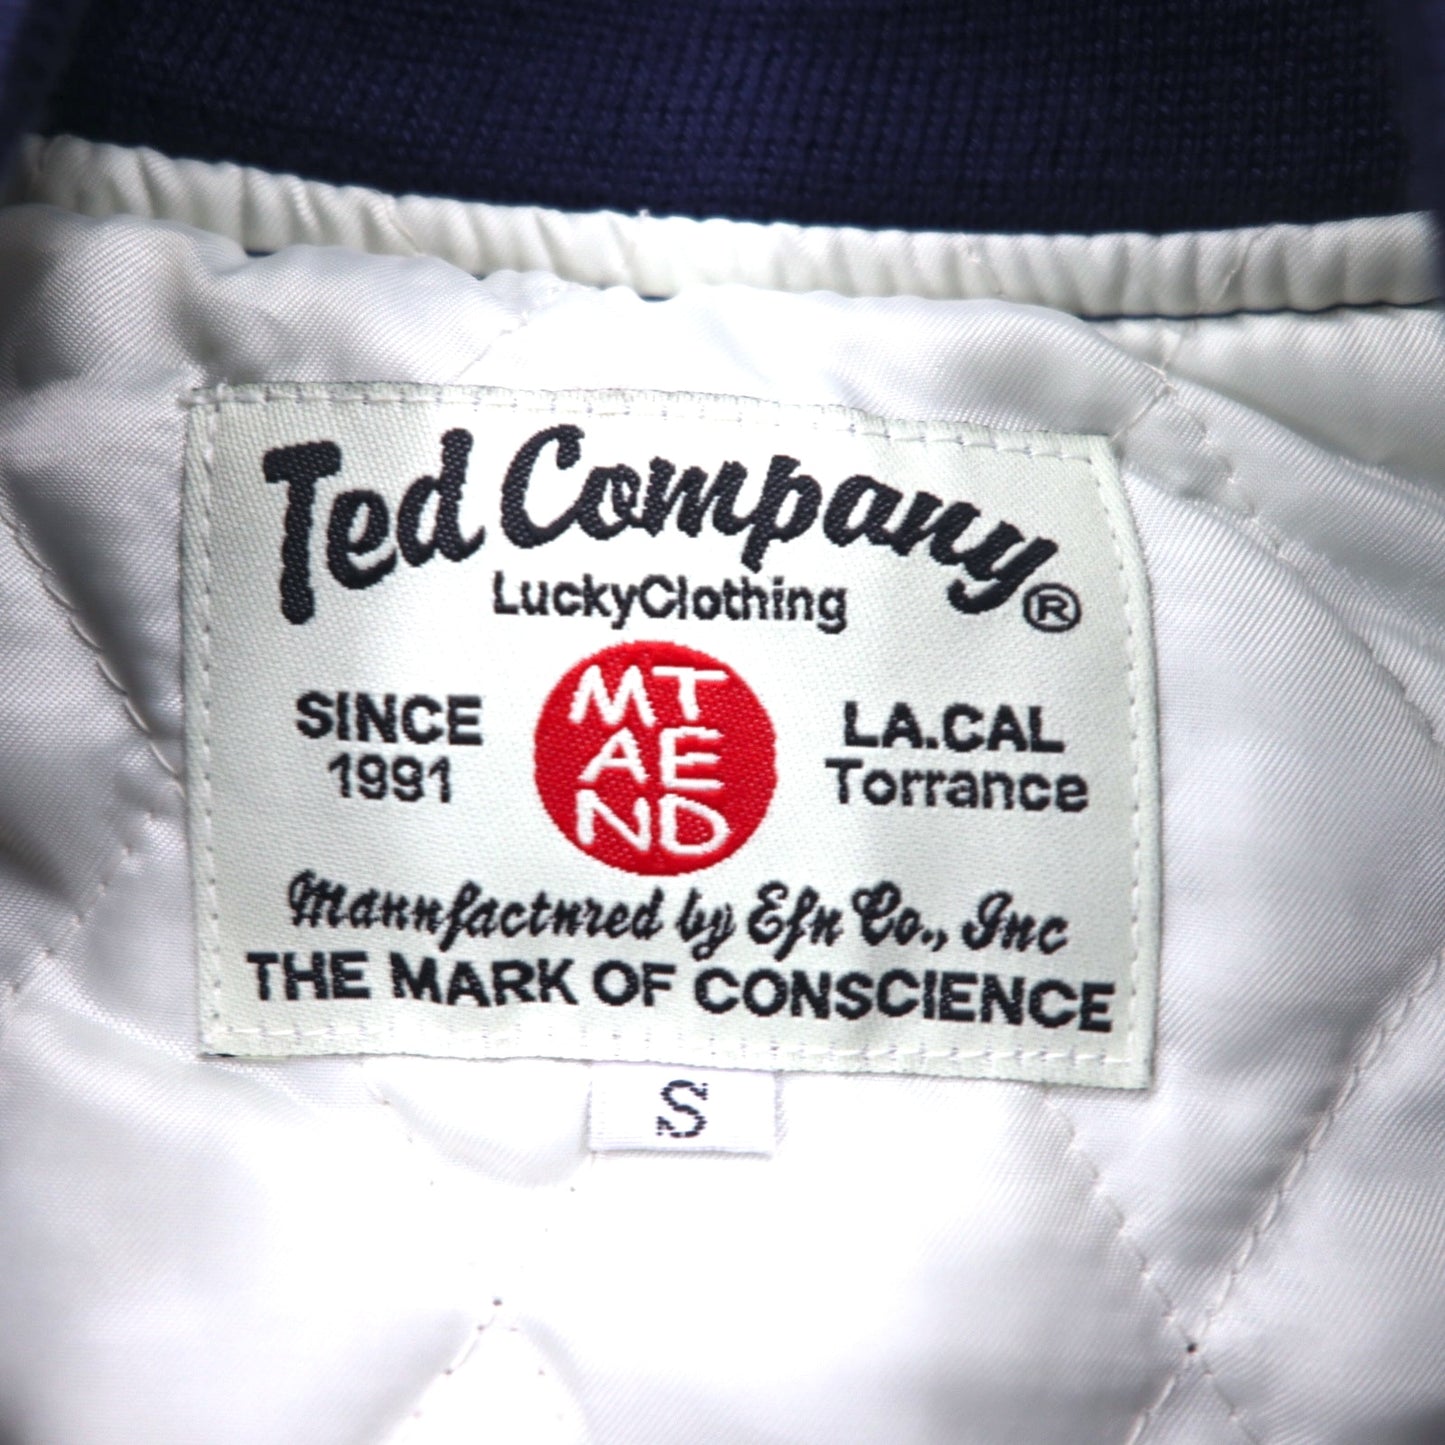 Ted Company®
LuckyClothing
SINCE
1991
MT
AE
ND
LA.CAL
Torrance
Manufactured by Efn Co., Inc
THE MARK OF CONSCIENCE
S